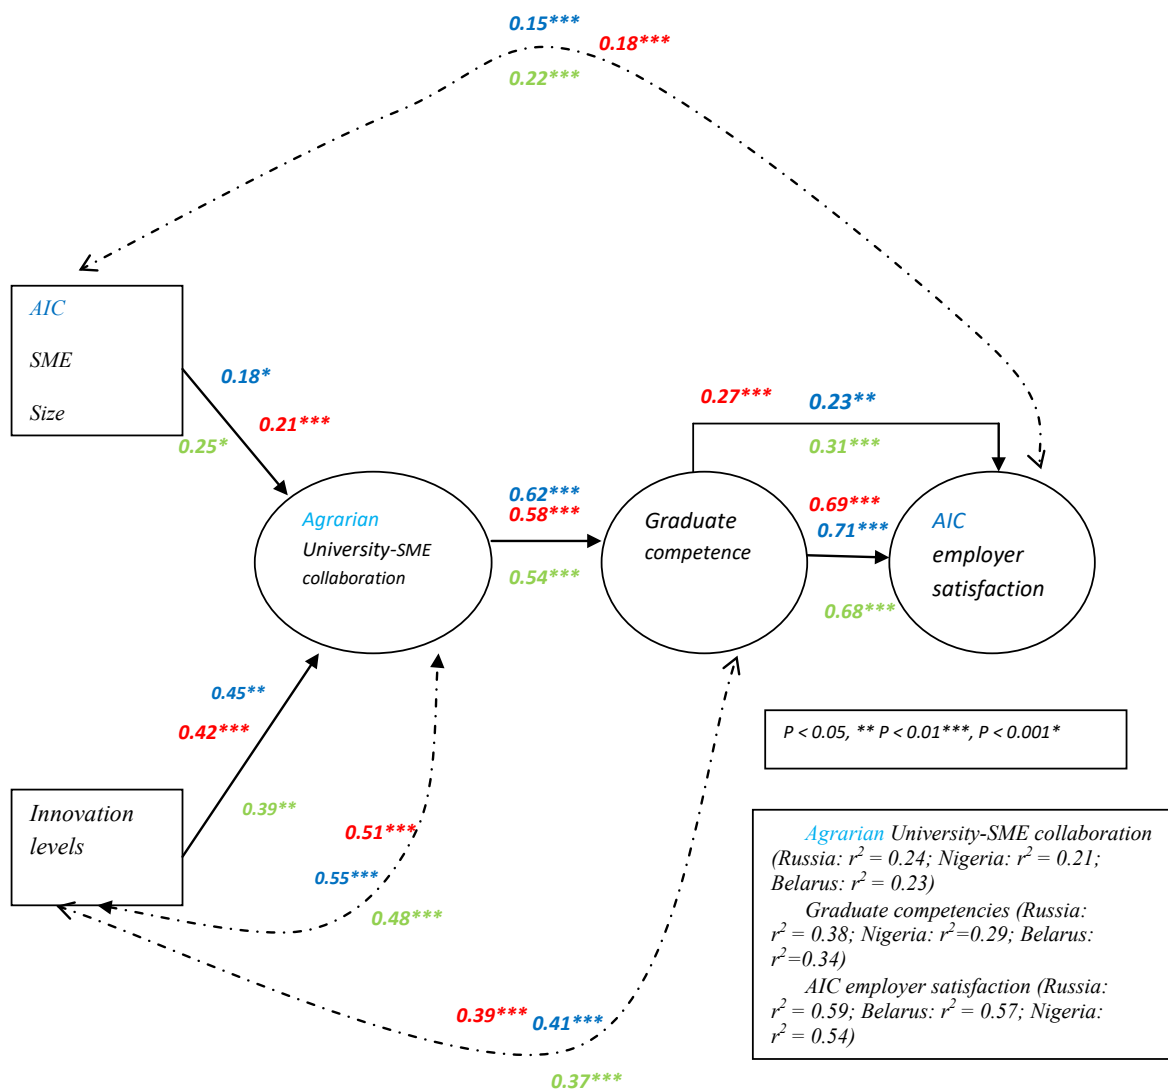 0.15***
0.18***
0.22***
AIC
SME
Size
0.18*
0.21***
0.25*
0.27***
0.23**
0.31***
Agrarian
University-SME
collaboration
0.62***
0.58***
0.54***
Graduate
competence
0.69***
0.71***
0.68***
AIC
employer
satisfaction
0.45**
0.42***
0.39**
P < 0.05, ** P < 0.01***, P < 0.001*
Innovation
levels
0.51***
0.55***
0.48***
0.39***
0.41***
0.37***
Agrarian University-SME collaboration
(Russia: r² = 0.24; Nigeria: r² = 0.21;
Belarus: r² = 0.23)
Graduate competencies (Russia:
r² = 0.38; Nigeria: r²=0.29; Belarus:
r²=0.34)
AIC employer satisfaction (Russia:
r² = 0.59; Belarus: r² = 0.57; Nigeria:
r² = 0.54)